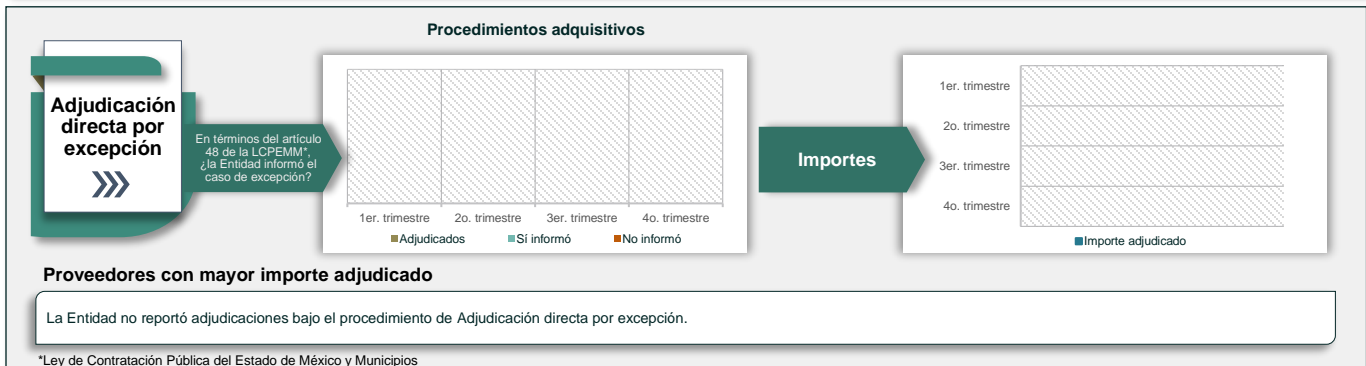 Procedimientos adquisitivos
Adjudicación
directa por
excepción
En términos del artículo
48 de la LCPEMM*,
¿la Entidad informó el
caso de excepción?
1er. trimestre 2o. trimestre 3er. trimestre 4o. trimestre
Adjudicados Sí informó No informó
Importes
1er. trimestre
2o. trimestre
3er. trimestre
4o. trimestre
Importe adjudicado
Proveedores con mayor importe adjudicado
La Entidad no reportó adjudicaciones bajo el procedimiento de Adjudicación directa por excepción.
*Ley de Contratación Pública del Estado de México y Municipios